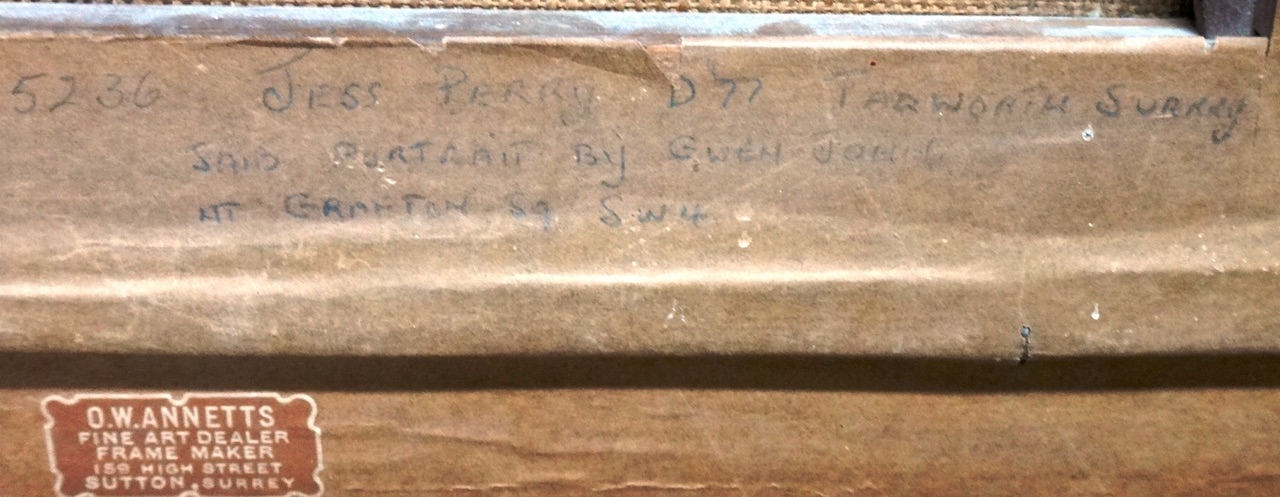 5236 JESS PERRY D'77 TADWORTH SURREY
SAID PORTRAIT BY GWEN JOHN
AT GRAFTON SQ. SW4
O.W.ANNETTS
FINE ART DEALER
FRAME MAKER
159 HIGH STREET
SUTTON, SURREY